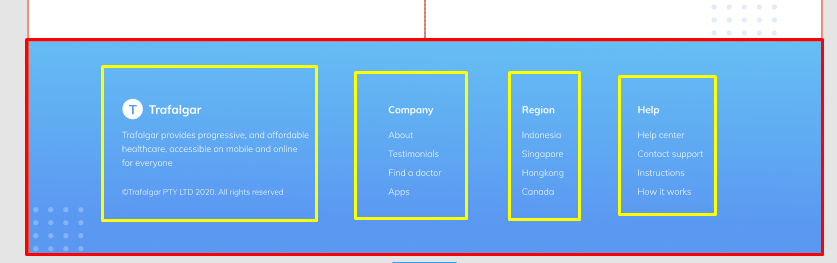 T Trafalgar
Trafalgar provides progressive, and affordable
healthcare, accessible on mobile and online
for everyone
©Trafalgar PTY LTD 2020. All rights reserved
Company
About
Testimonials
Find a doctor
Apps
Region
Indonesia
Singapore
Hongkong
Canada
Help
Help center
Contact support
Instructions
How it works